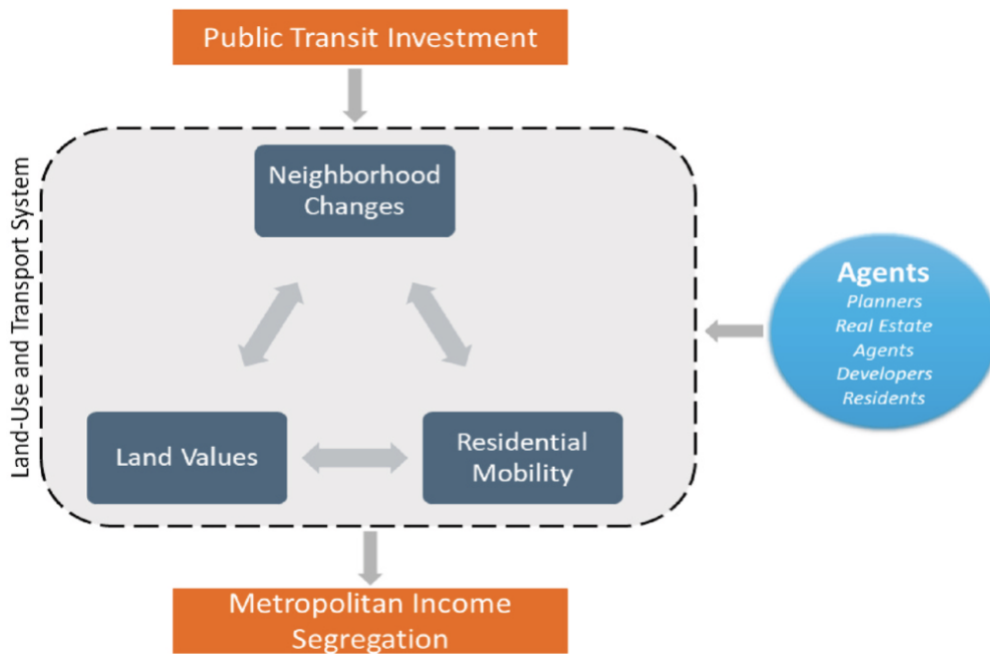 Public Transit Investment
Land-Use and Transport System
Neighborhood
Changes
Agents
Planners
Real Estate
Agents
Developers
Residents
Land Values
Residential
Mobility
Metropolitan Income
Segregation